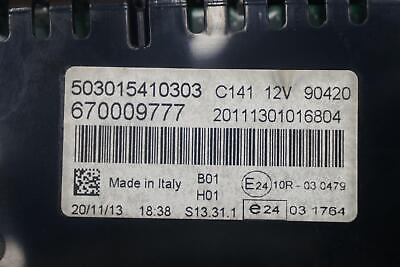 503015410303 C141 12V 90420
670009777 20111301016804
Made in Italy B01 H01
E24 10R - 03 0479
20/11/13 18:38 S13.31.1 e24 03 1764